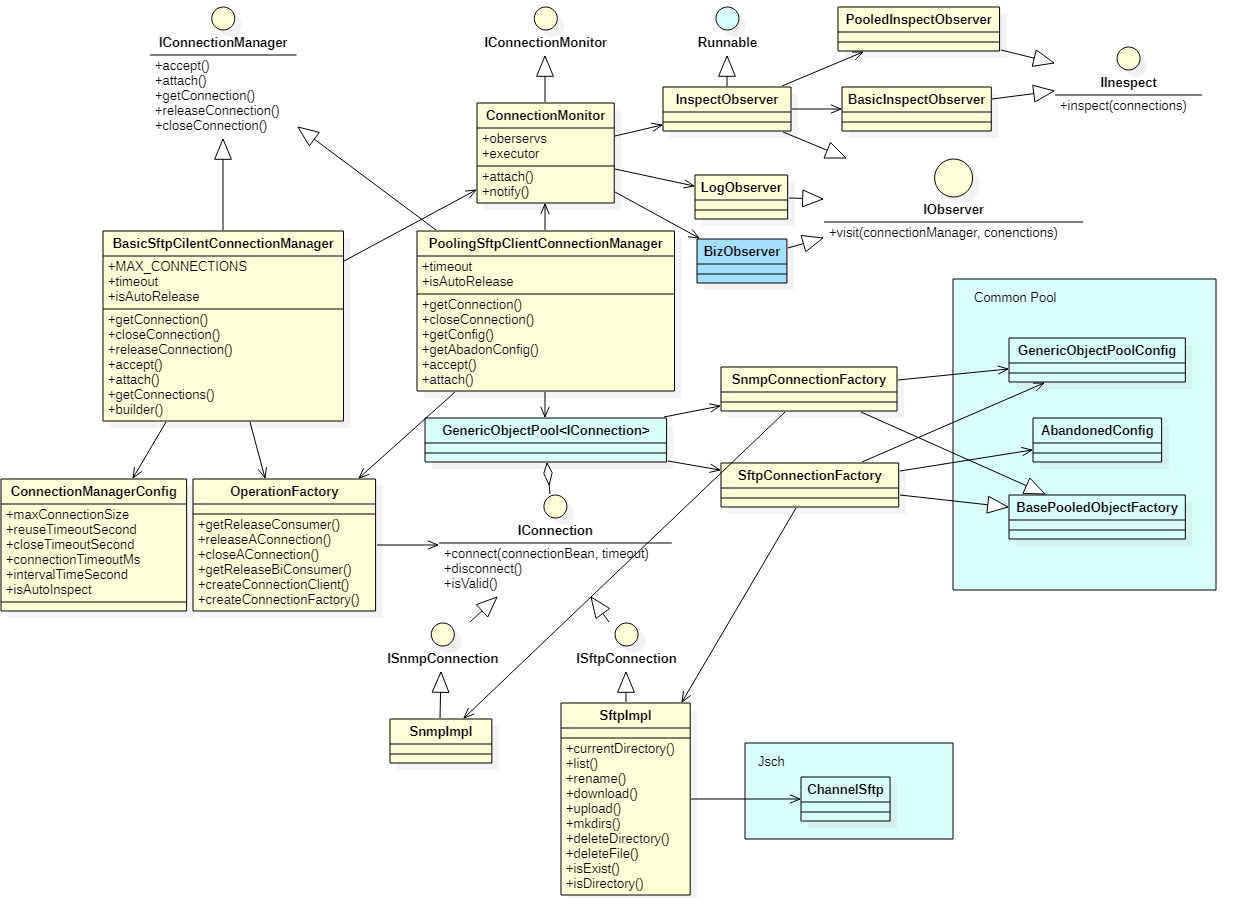 IConnectionManager
+accept()
+attach()
+getConnection()
+releaseConnection()
+closeConnection()
IConnectionMonitor
Runnable
PooledInspectObserver
IInespect
+inspect(connections)
ConnectionMonitor
+oberservs
+executor
+attach()
+notify()
InspectObserver
BasicInspectObserver
LogObserver
BizObserver
IObserver
+visit(connectionManager, conenctions)
BasicSftpCilentConnectionManager
+MAX_CONNECTIONS
+timeout
+isAutoRelease
+getConnection()
+closeConnection()
+releaseConnection()
+accept()
+attach()
+getConnections()
+builder()
PoolingSftpClientConnectionManager
+timeout
+isAutoRelease
+getConnection()
+closeConnection()
+getConfig()
+getAbadonConfig()
+accept()
+attach()
Common Pool
GenericObjectPoolConfig
AbandonedConfig
BasePooledObjectFactory
SnmpConnectionFactory
SftpConnectionFactory
GenericObjectPool<IConnection>
ConnectionManagerConfig
+maxConnectionSize
+reuseTimeoutSecond
+closeTimeoutSecond
+connectionTimeoutMs
+intervalTimeSecond
+isAutoInspect
OperationFactory
+getReleaseConsumer()
+releaseAConnection()
+closeAConnection()
+getReleaseBiConsumer()
+createConnectionClient()
+createConnectionFactory()
IConnection
+connect(connectionBean, timeout)
+disconnect()
+isValid()
ISnmpConnection
ISftpConnection
SnmpImpl
SftpImpl
+currentDirectory()
+list()
+rename()
+download()
+upload()
+mkdirs()
+deleteDirectory()
+deleteFile()
+isExist()
+isDirectory()
Jsch
ChannelSftp